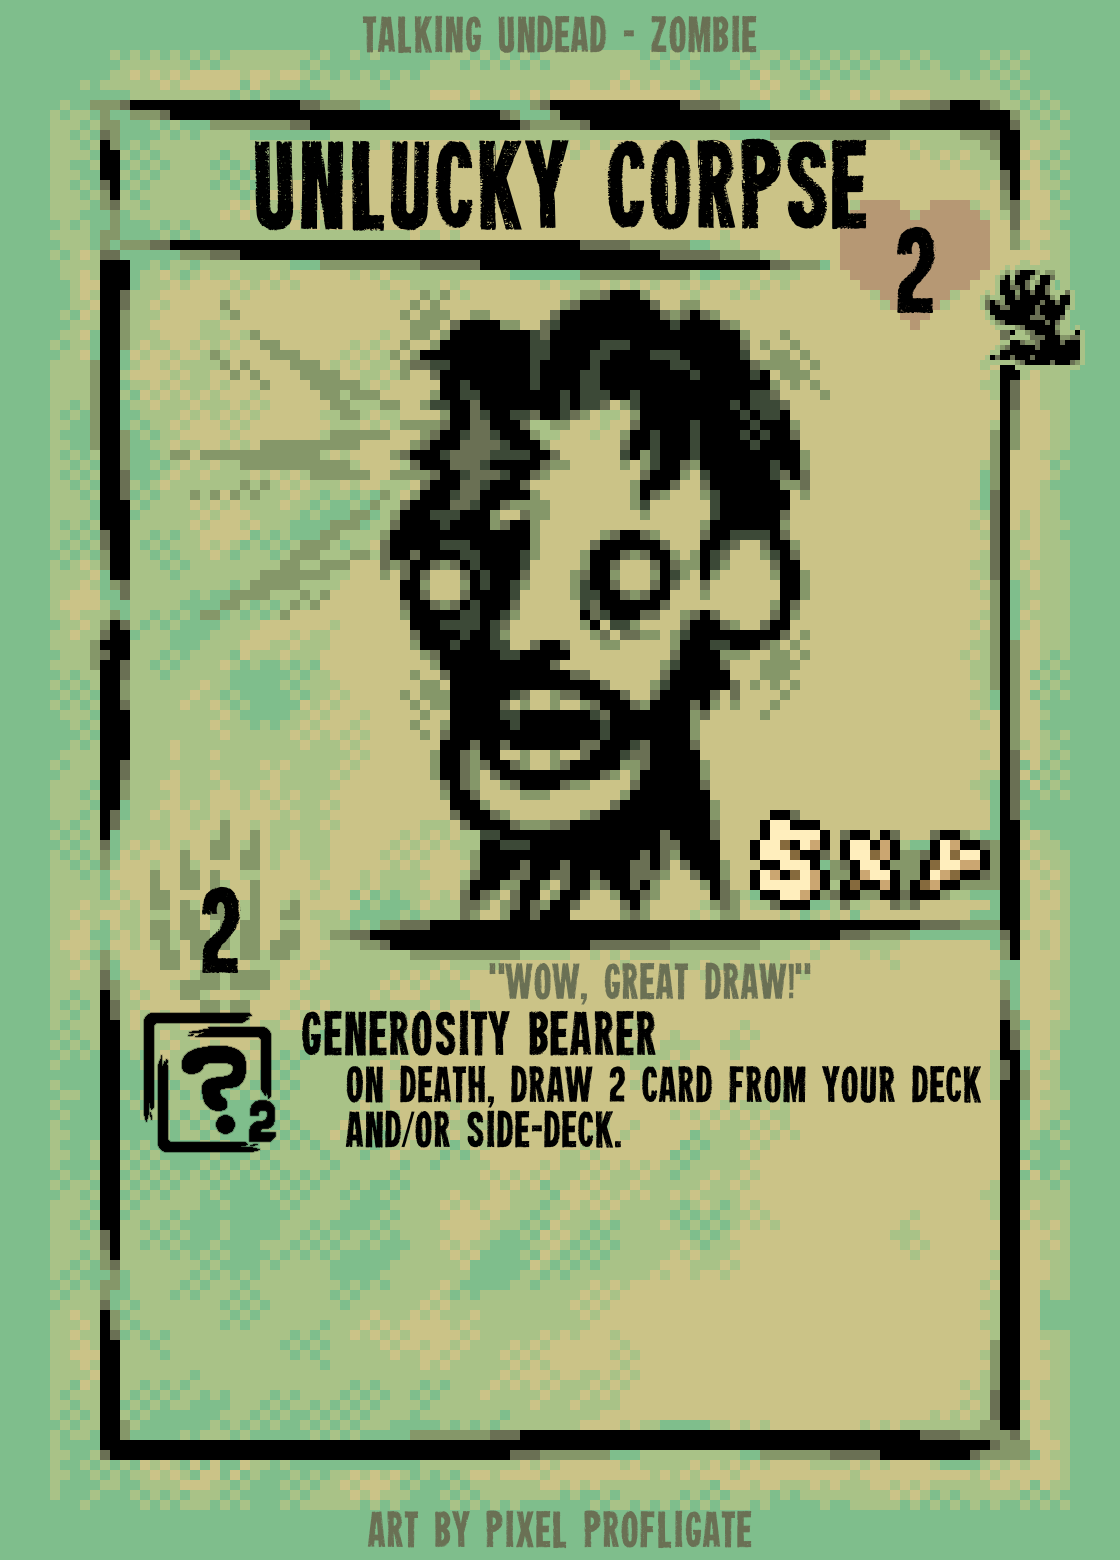 TALKING UNDEAD - ZOMBIE
UNLUCKY CORPSE
2
S x
2
"WOW, GREAT DRAW!"
GENEROSITY BEARER
ON DEATH, DRAW 2 CARD FROM YOUR DECK
AND/OR SIDE-DECK.
?2
ART BY PIXEL PROFLIGATE